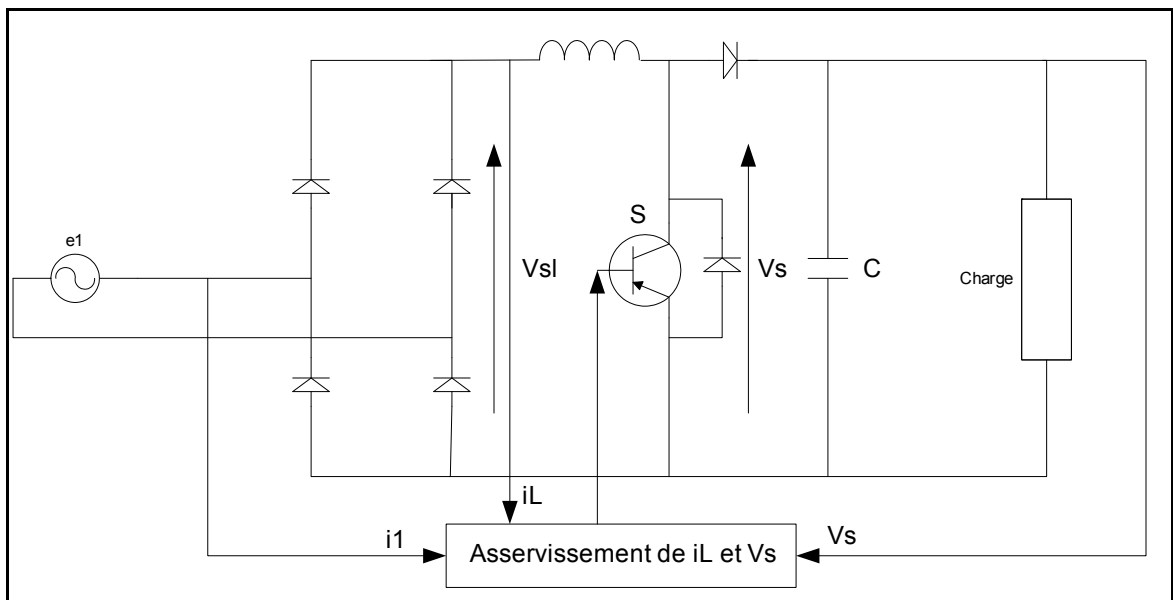 S
e1
Vsl
Vs
C
Charge
iL
i1
Vs
Asservissement de iL et Vs